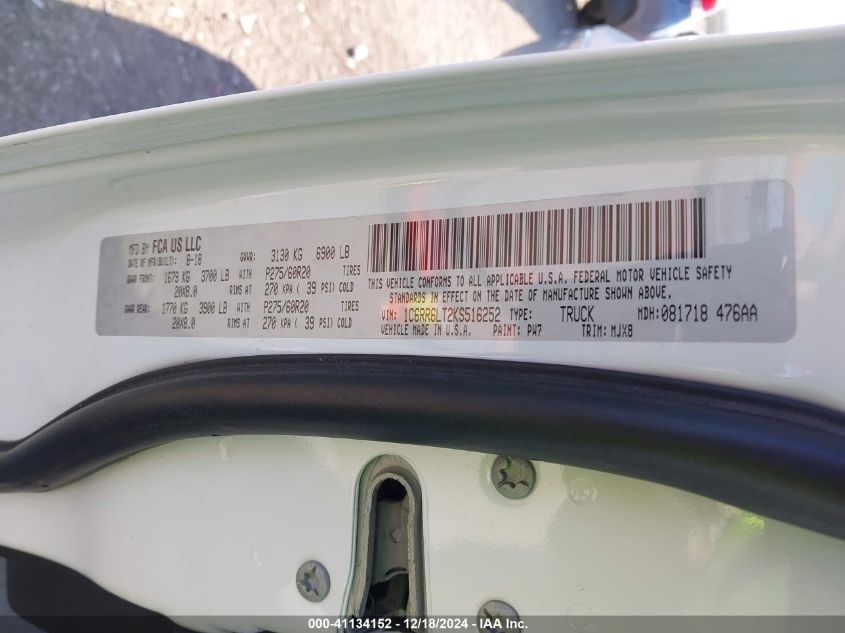 MFD BY FCA US LLC
DATE OF MFR(BUILT): 8-18 GVWR: 3130 KG 6900 LB
GAWR FRONT: 1679 KG 3700 LB WITH P275/60R20 TIRES
20X8.0 RIMS AT 270 KPA ( 39 PSI) COLD
GAWR REAR: 1770 KG 3900 LB WITH P275/60R20 TIRES
20X8.0 RIMS AT 270 KPA ( 39 PSI) COLD
THIS VEHICLE CONFORMS TO ALL APPLICABLE U.S.A. FEDERAL MOTOR VEHICLE SAFETY
STANDARDS IN EFFECT ON THE DATE OF MANUFACTURE SHOWN ABOVE.
VIN: 1C6RR6LT2KS516252 TYPE: TRUCK MDH:081718 476AA
VEHICLE MADE IN U.S.A. PAINT: PW7 TRIM: MJX8
000-41134152 - 12/18/2024 - IAA Inc.